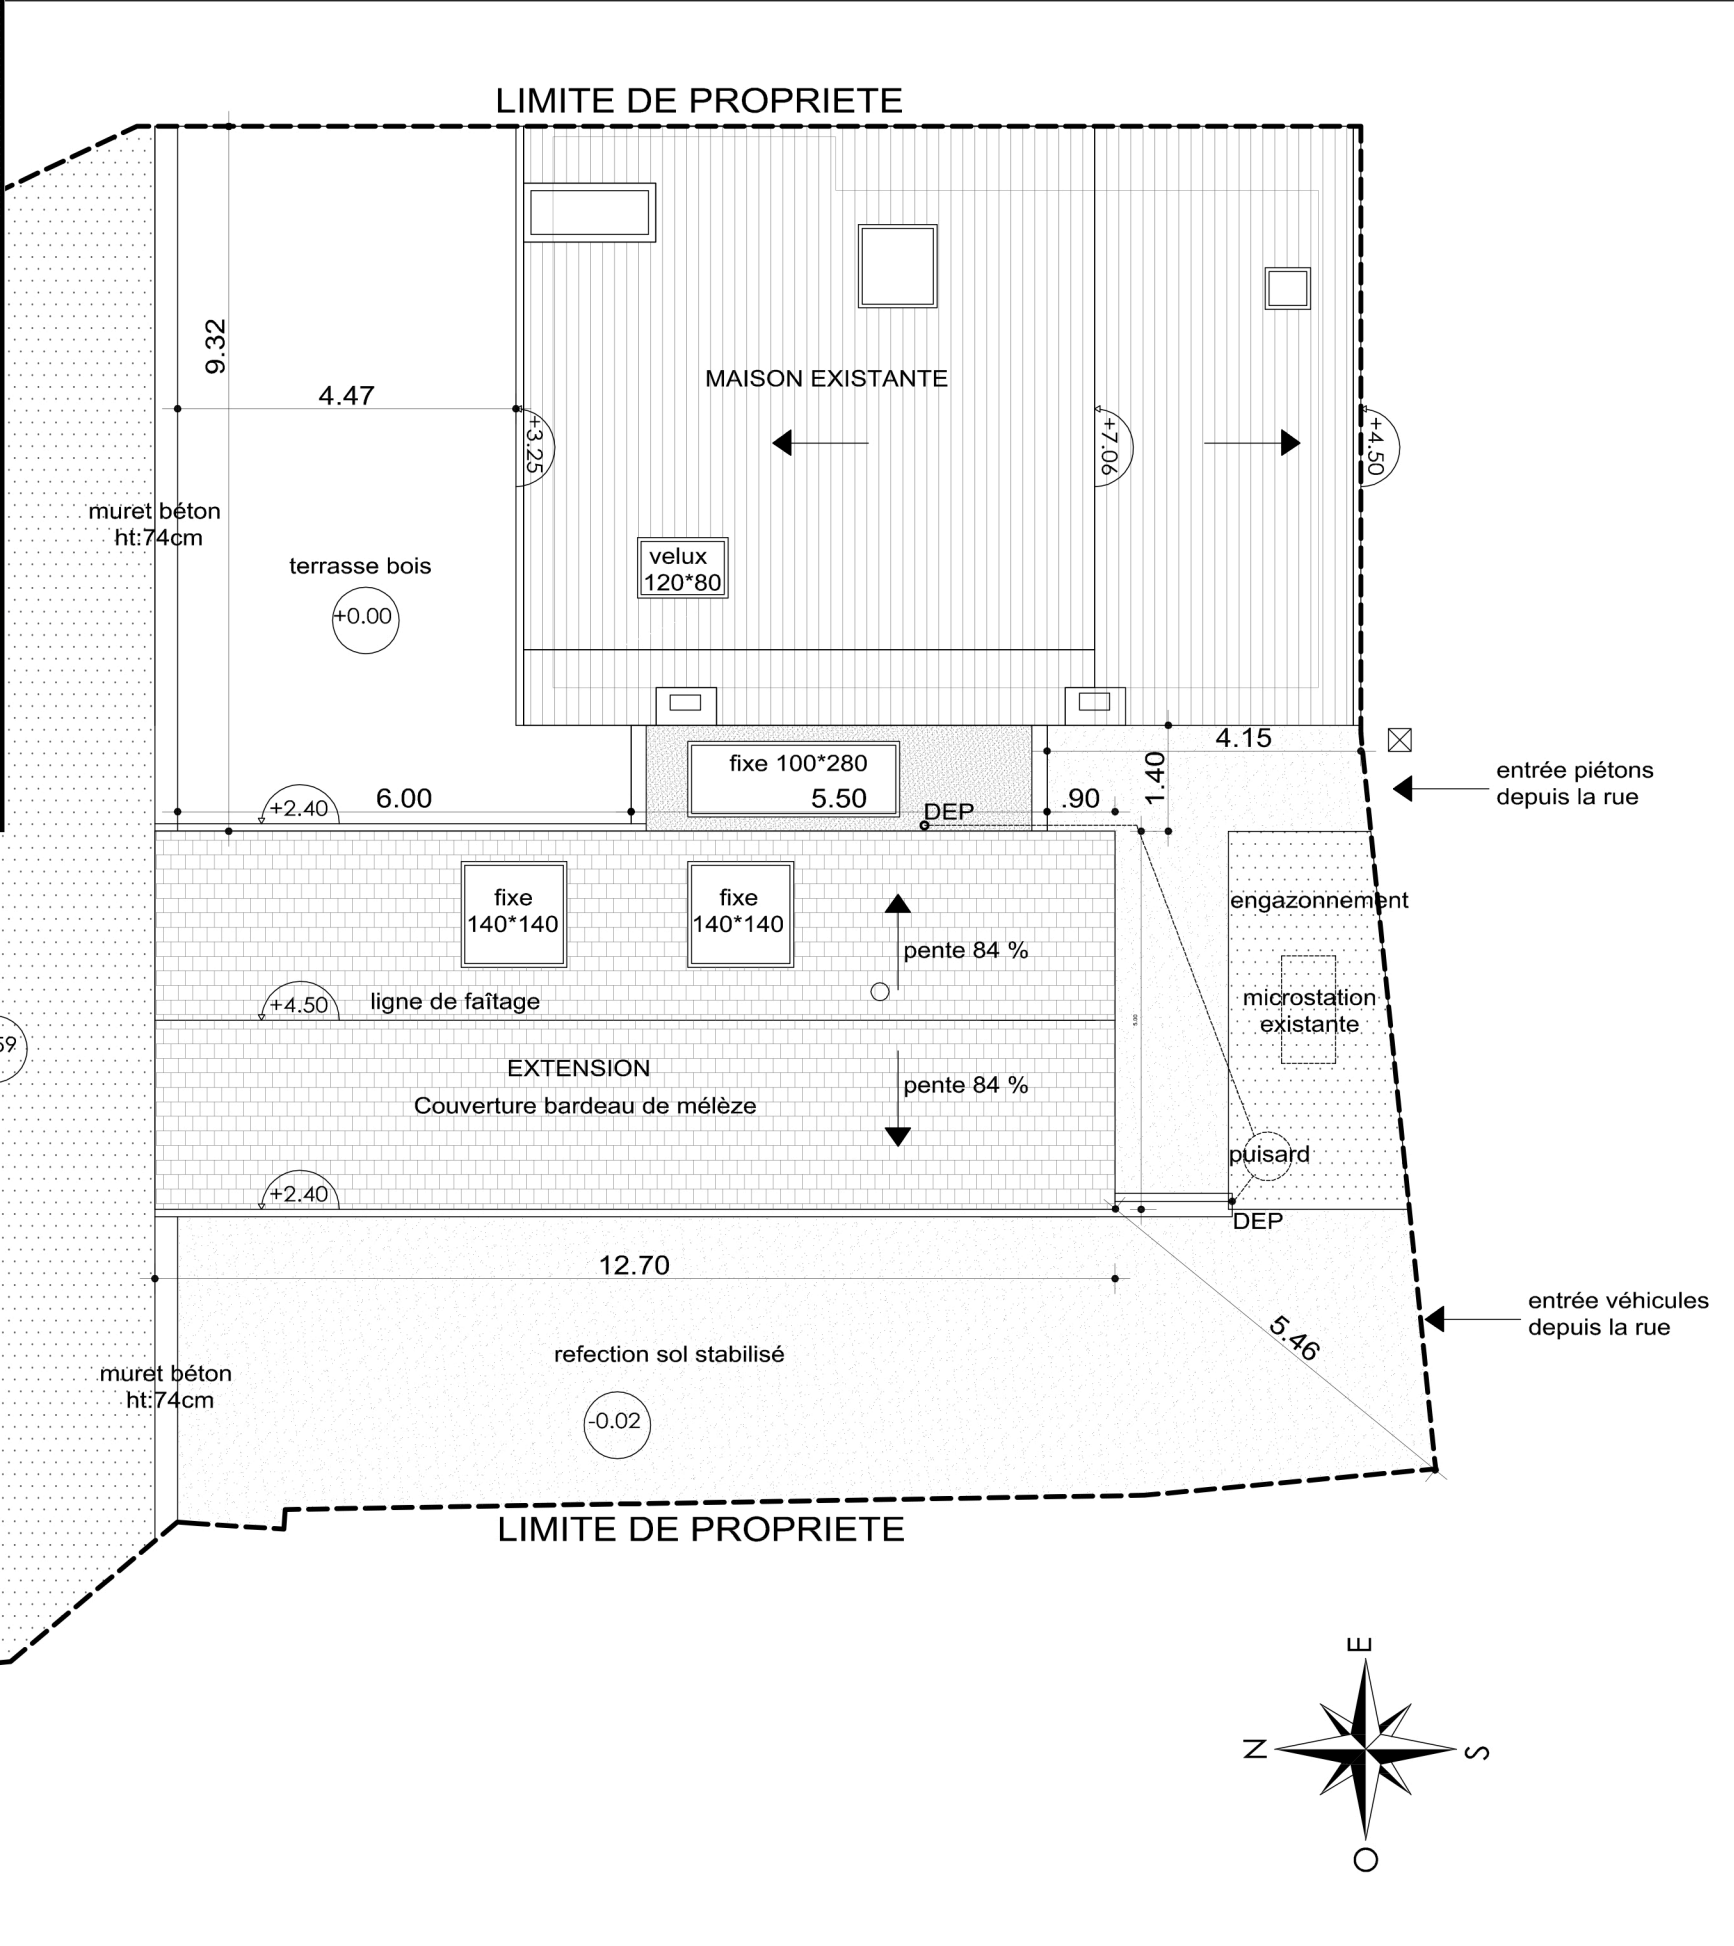 LIMITE DE PROPRIETE
9.32
4.47
MAISON EXISTANTE
+3.25
+7.06
+4.50
muret béton
ht:74cm
terrasse bois
+0.00
velux
120*80
4.15
1.40
fixe 100*280
entrée piétons
depuis la rue
+2.40
6.00
5.50
.90
DEP
fixe
140*140
fixe
140*140
engazonnement
pente 84 %
+4.50
ligne de faîtage
microstation
existante
5.00
59
EXTENSION
pente 84 %
Couverture bardeau de mélèze
puisard
+2.40
DEP
12.70
entrée véhicules
depuis la rue
5.46
refection sol stabilisé
muret béton
ht:74cm
-0.02
LIMITE DE PROPRIETE
E
N
S
O